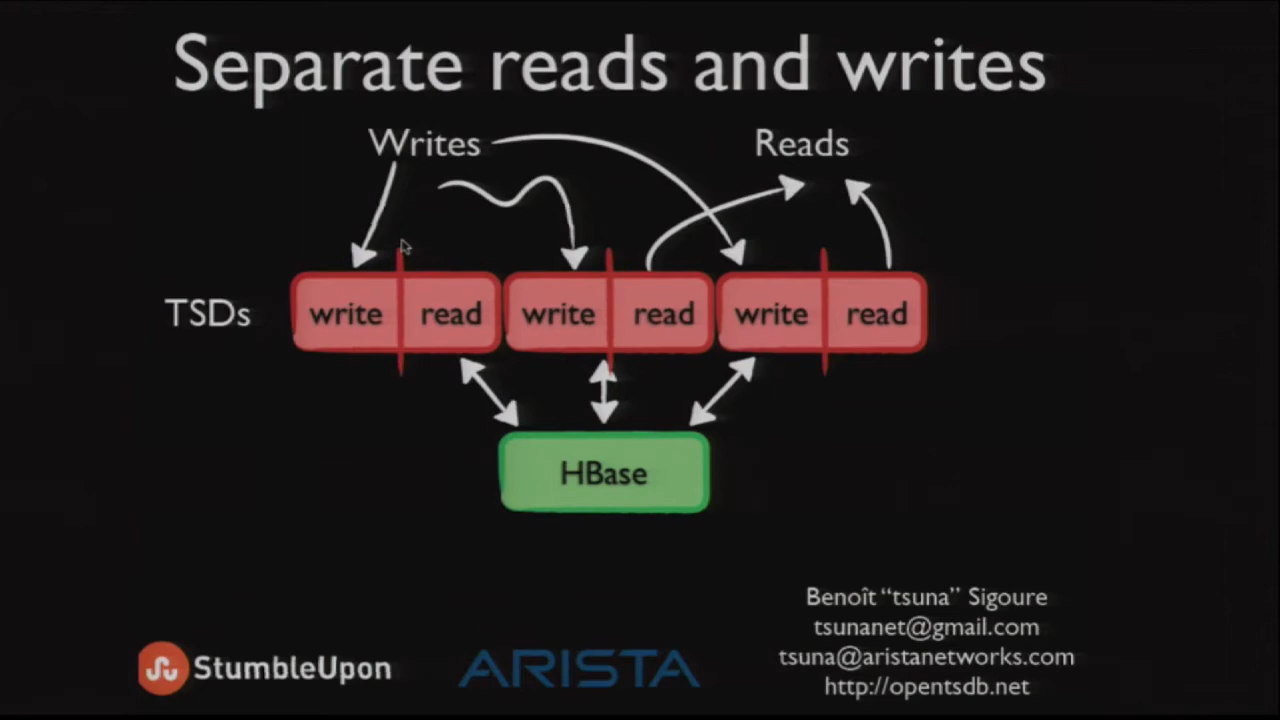 Separate reads and writes
Writes
Reads
TSDs
write read write read write read
HBase
Benoît “tsuna” Sigoure
tsunanet@gmail.com
tsuna@aristanetworks.com
http://opentsdb.net
StumbleUpon
ARISTA